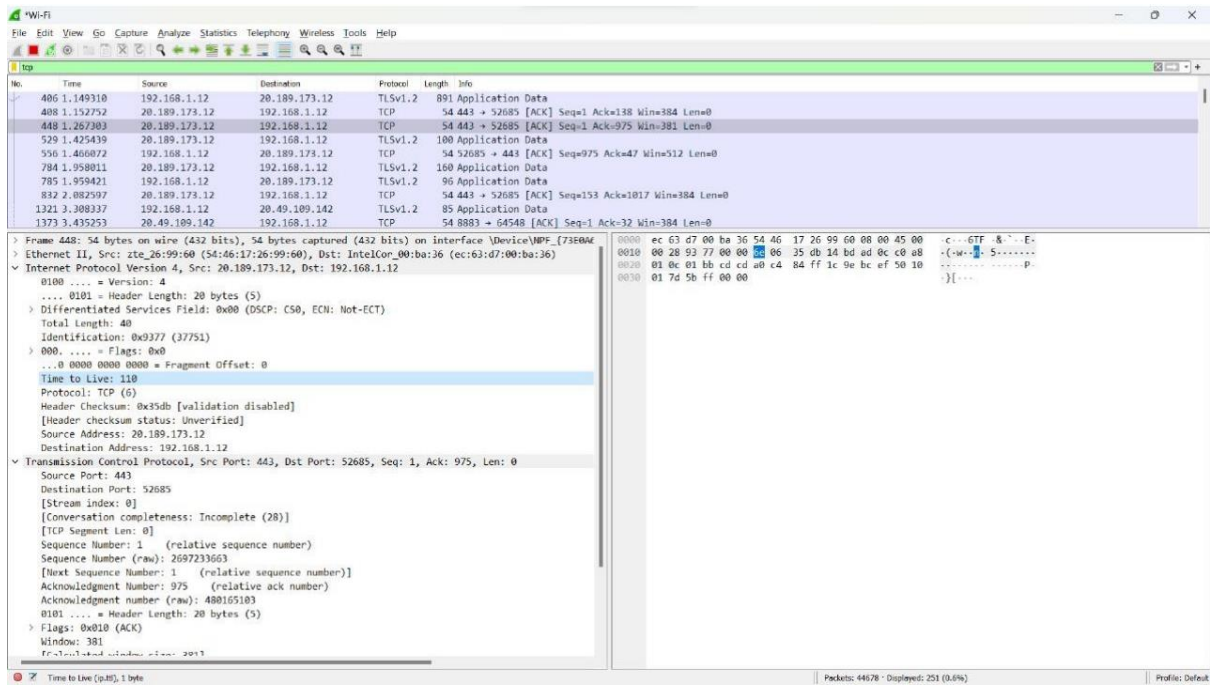 *Wi-Fi
File Edit View Go Capture Analyze Statistics Telephony Wireless Tools Help
tcp
No. Time Source Destination Protocol Length Info
406 1.149310 192.168.1.12 20.189.173.12 TLSv1.2 891 Application Data
408 1.152752 20.189.173.12 192.168.1.12 TCP 54 443 → 52685 [ACK] Seq=1 Ack=138 Win=384 Len=0
448 1.267303 20.189.173.12 192.168.1.12 TCP 54 443 → 52685 [ACK] Seq=1 Ack=975 Win=381 Len=0
529 1.425439 20.189.173.12 192.168.1.12 TLSv1.2 100 Application Data
556 1.466072 192.168.1.12 20.189.173.12 TCP 54 52685 → 443 [ACK] Seq=975 Ack=47 Win=512 Len=0
784 1.958011 20.189.173.12 192.168.1.12 TLSv1.2 160 Application Data
785 1.959421 192.168.1.12 20.189.173.12 TLSv1.2 96 Application Data
832 2.082597 20.189.173.12 192.168.1.12 TCP 54 443 → 52685 [ACK] Seq=153 Ack=1017 Win=384 Len=0
1321 3.308337 192.168.1.12 20.49.109.142 TLSv1.2 85 Application Data
1373 3.435253 20.49.109.142 192.168.1.12 TCP 54 8883 → 64548 [ACK] Seq=1 Ack=32 Win=384 Len=0
Frame 448: 54 bytes on wire (432 bits), 54 bytes captured (432 bits) on interface \Device\NPF_{73E0A
Ethernet II, Src: zte_26:99:60 (54:46:17:26:99:60), Dst: IntelCor_00:ba:36 (ec:63:d7:00:ba:36)
Internet Protocol Version 4, Src: 20.189.173.12, Dst: 192.168.1.12
0100 .... = Version: 4
.... 0101 = Header Length: 20 bytes (5)
Differentiated Services Field: 0x00 (DSCP: CS0, ECN: Not-ECT)
Total Length: 40
Identification: 0x9377 (37751)
000. .... = Flags: 0x0
...0 0000 0000 0000 = Fragment Offset: 0
Time to Live: 110
Protocol: TCP (6)
Header Checksum: 0x35db [validation disabled]
[Header checksum status: Unverified]
Source Address: 20.189.173.12
Destination Address: 192.168.1.12
Transmission Control Protocol, Src Port: 443, Dst Port: 52685, Seq: 1, Ack: 975, Len: 0
Source Port: 443
Destination Port: 52685
[Stream index: 0]
[Conversation completeness: Incomplete (28)]
[TCP Segment Len: 0]
Sequence Number: 1 (relative sequence number)
Sequence Number (raw): 2697233663
[Next Sequence Number: 1 (relative sequence number)]
Acknowledgment Number: 975 (relative ack number)
Acknowledgment number (raw): 480165103
0101 .... = Header Length: 20 bytes (5)
Flags: 0x010 (ACK)
Window: 381
[Calculated window size: 381]
0000 ec 63 d7 00 ba 36 54 46 17 26 99 60 08 00 45 00 ·c···6TF ·&·`··E·
0010 00 28 93 77 00 00 6e 06 35 db 14 bd ad 0c c0 a8 ·(·w··n· 5·······
0020 01 0c 01 bb cd cd a0 c4 84 ff 1c 9e bc ef 50 10 ········ ······P·
0030 01 7d 5b ff 00 00 ·}[···
Time to Live (ip.ttl), 1 byte
Packets: 44678 · Displayed: 251 (0.6%)
Profile: Default